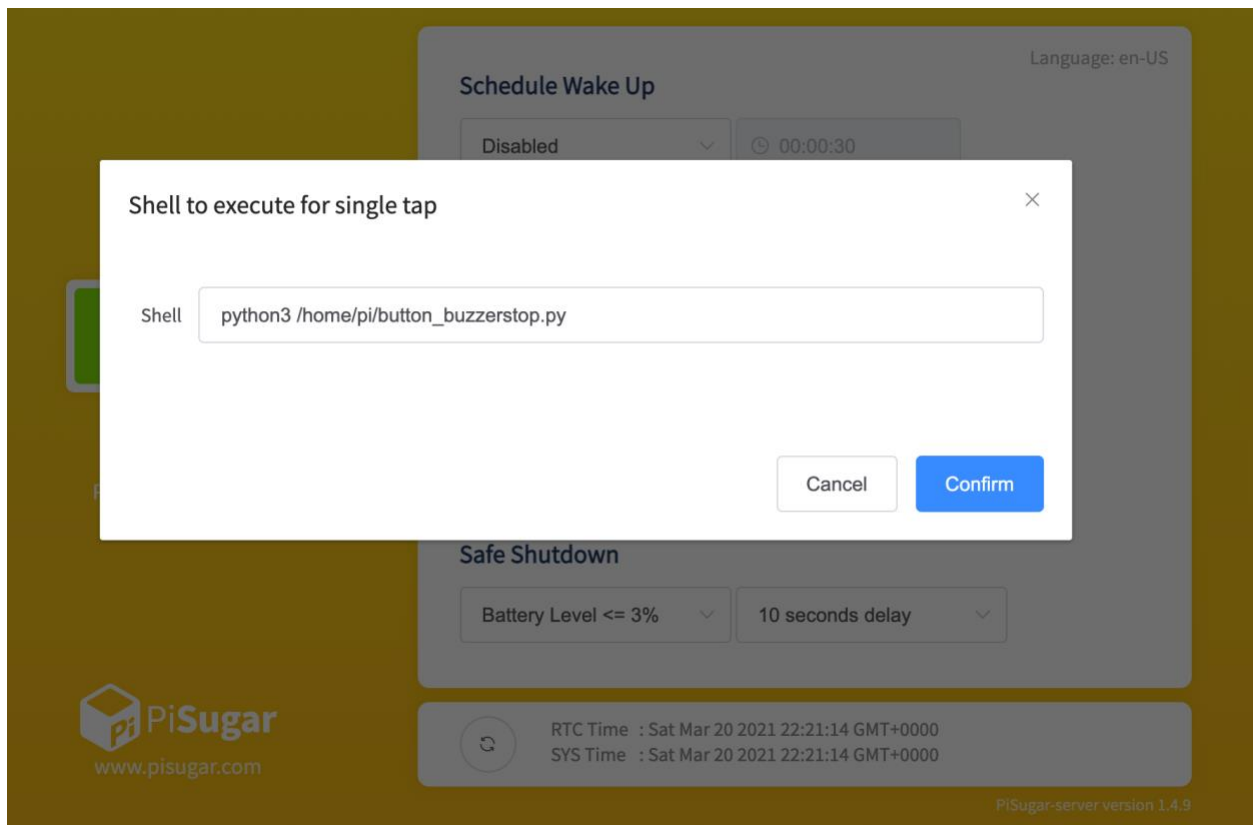 Language: en-US
Schedule Wake Up
Disabled
00:00:30
Shell to execute for single tap
Shell
python3 /home/pi/button_buzzerstop.py
Cancel
Confirm
Safe Shutdown
Battery Level <= 3%
10 seconds delay
PiSugar
www.pisugar.com
RTC Time : Sat Mar 20 2021 22:21:14 GMT+0000
SYS Time : Sat Mar 20 2021 22:21:14 GMT+0000
PiSugar-server version 1.4.9